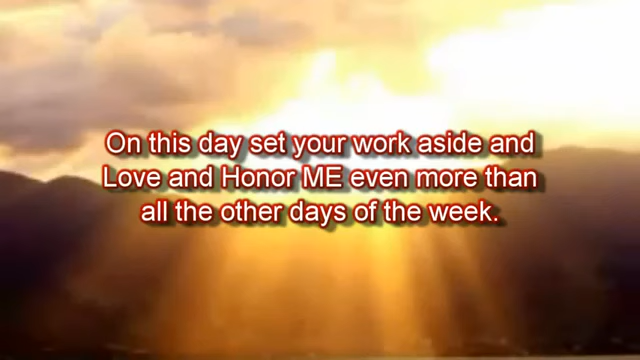 On this day set your work aside and
Love and Honor ME even more than
all the other days of the week.